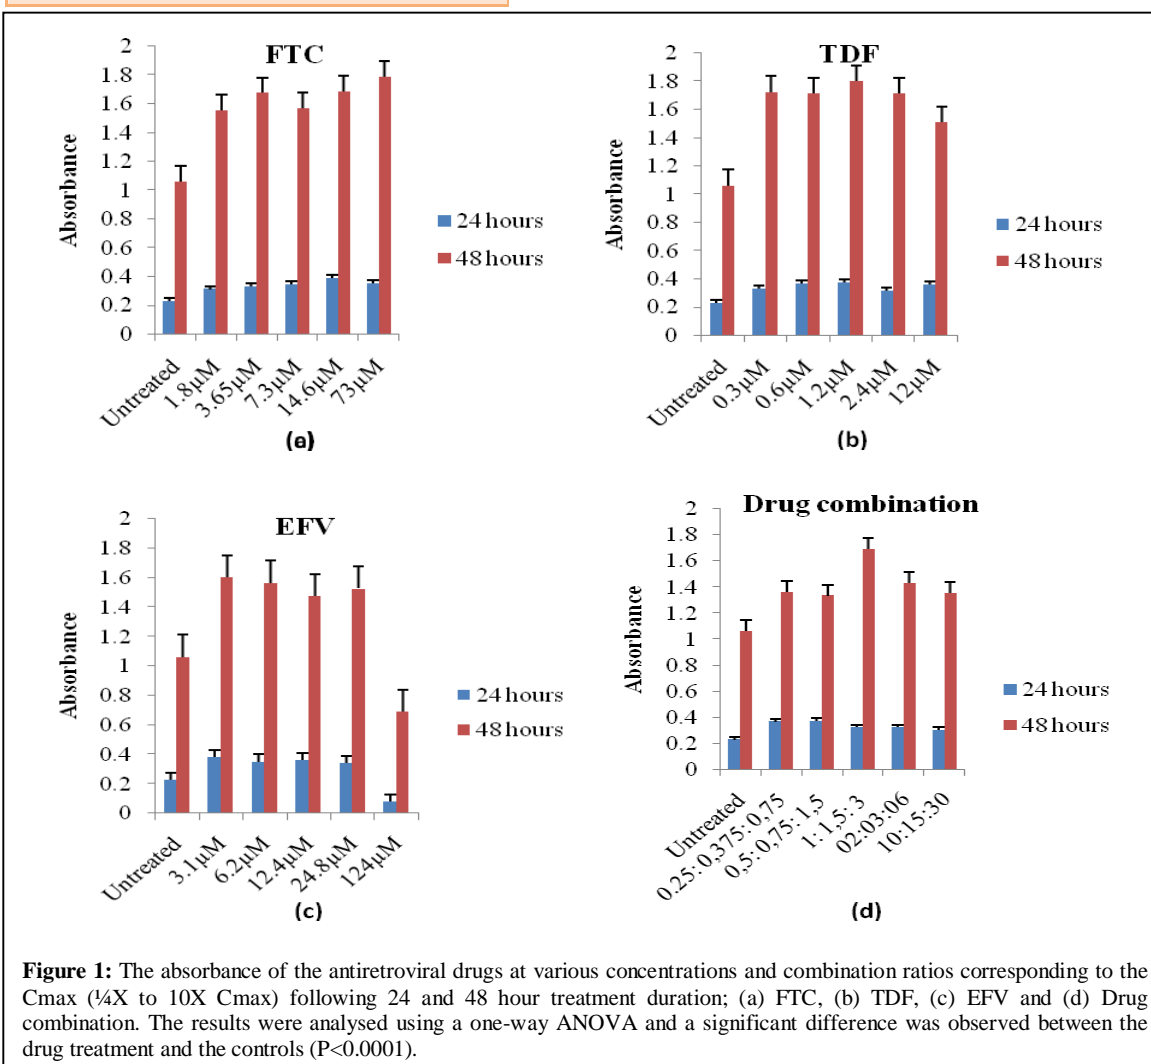 FTC
2
1.8
1.6
1.4
1.2
1
0.8
0.6
0.4
0.2
0
Absorbance
24 hours
48 hours
Untreated
1.8µM
3.65µM
7.3µM
14.6µM
73µM
(a)
TDF
2
1.8
1.6
1.4
1.2
1
0.8
0.6
0.4
0.2
0
Absorbance
24 hours
48 hours
Untreated
0.3µM
0.6µM
1.2µM
2.4µM
12µM
(b)
EFV
2
1.8
1.6
1.4
1.2
1
0.8
0.6
0.4
0.2
0
Absorbance
24 hours
48 hours
Untreated
3.1µM
6.2µM
12.4µM
24.8µM
124µM
(c)
Drug combination
2
1.8
1.6
1.4
1.2
1
0.8
0.6
0.4
0.2
0
Absorbance
24 hours
48 hours
Untreated
0.25:0,375:0,75
0,5:0,75:1,5
1:1,5:3
02:03:06
10:15:30
(d)
Figure 1: The absorbance of the antiretroviral drugs at various concentrations and combination ratios corresponding to the
Cmax (¼X to 10X Cmax) following 24 and 48 hour treatment duration; (a) FTC, (b) TDF, (c) EFV and (d) Drug
combination. The results were analysed using a one-way ANOVA and a significant difference was observed between the
drug treatment and the controls (P<0.0001).